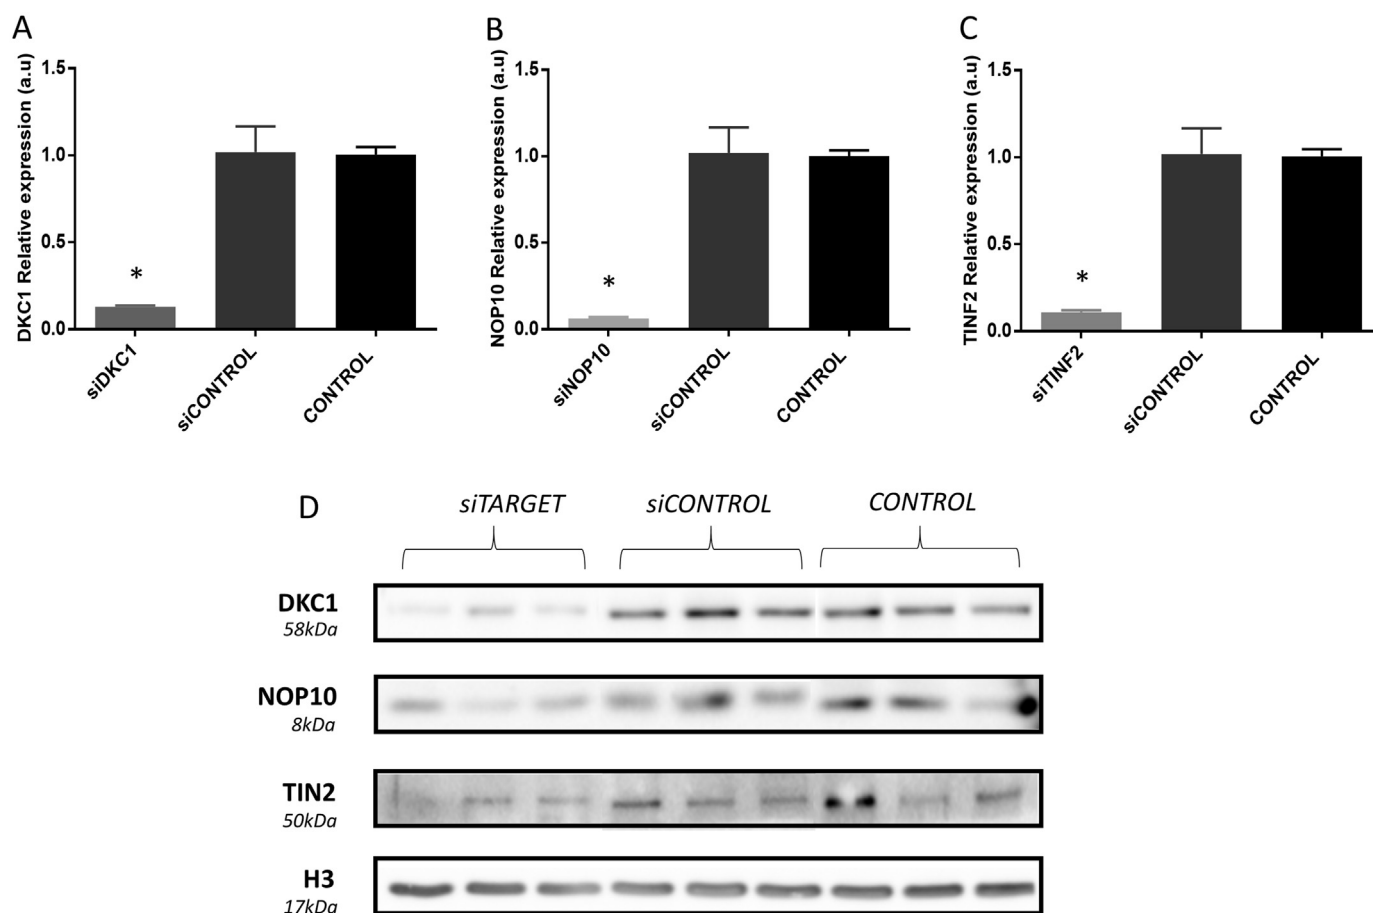 A
B
C
DKC1 Relative expression (a.u)
1.5
1.0
0.5
0.0
*
siDKC1
siCONTROL
CONTROL
NOP10 Relative expression (a.u)
1.5
1.0
0.5
0.0
*
siNOP10
siCONTROL
CONTROL
TINF2 Relative expression (a.u)
1.5
1.0
0.5
0.0
*
siTINF2
siCONTROL
CONTROL
D
siTARGET siCONTROL CONTROL
DKC1
58kDa
NOP10
8kDa
TIN2
50kDa
H3
17kDa